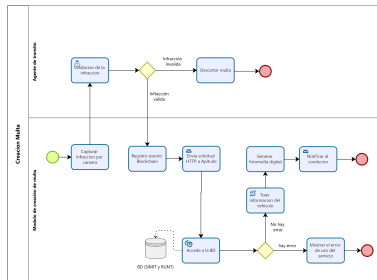 Creacion Multa
Agente de transito
Validacion de la
infraccion
Infracción
invalida
Descartar multa
Infracción
valida
Modulo de creación de multa
Capturar
infraccion por
camara
Registro evento
Blockchain
Envia solicitud
HTTP a Aptitude
Generar
fotomulta digital
Notificar al
conductor
Traer
información del
vehiculo
No hay
error
Accede a la BD
hay error
Mostrar el error
de uso del
servicio
BD (SIMIT y RUNT)